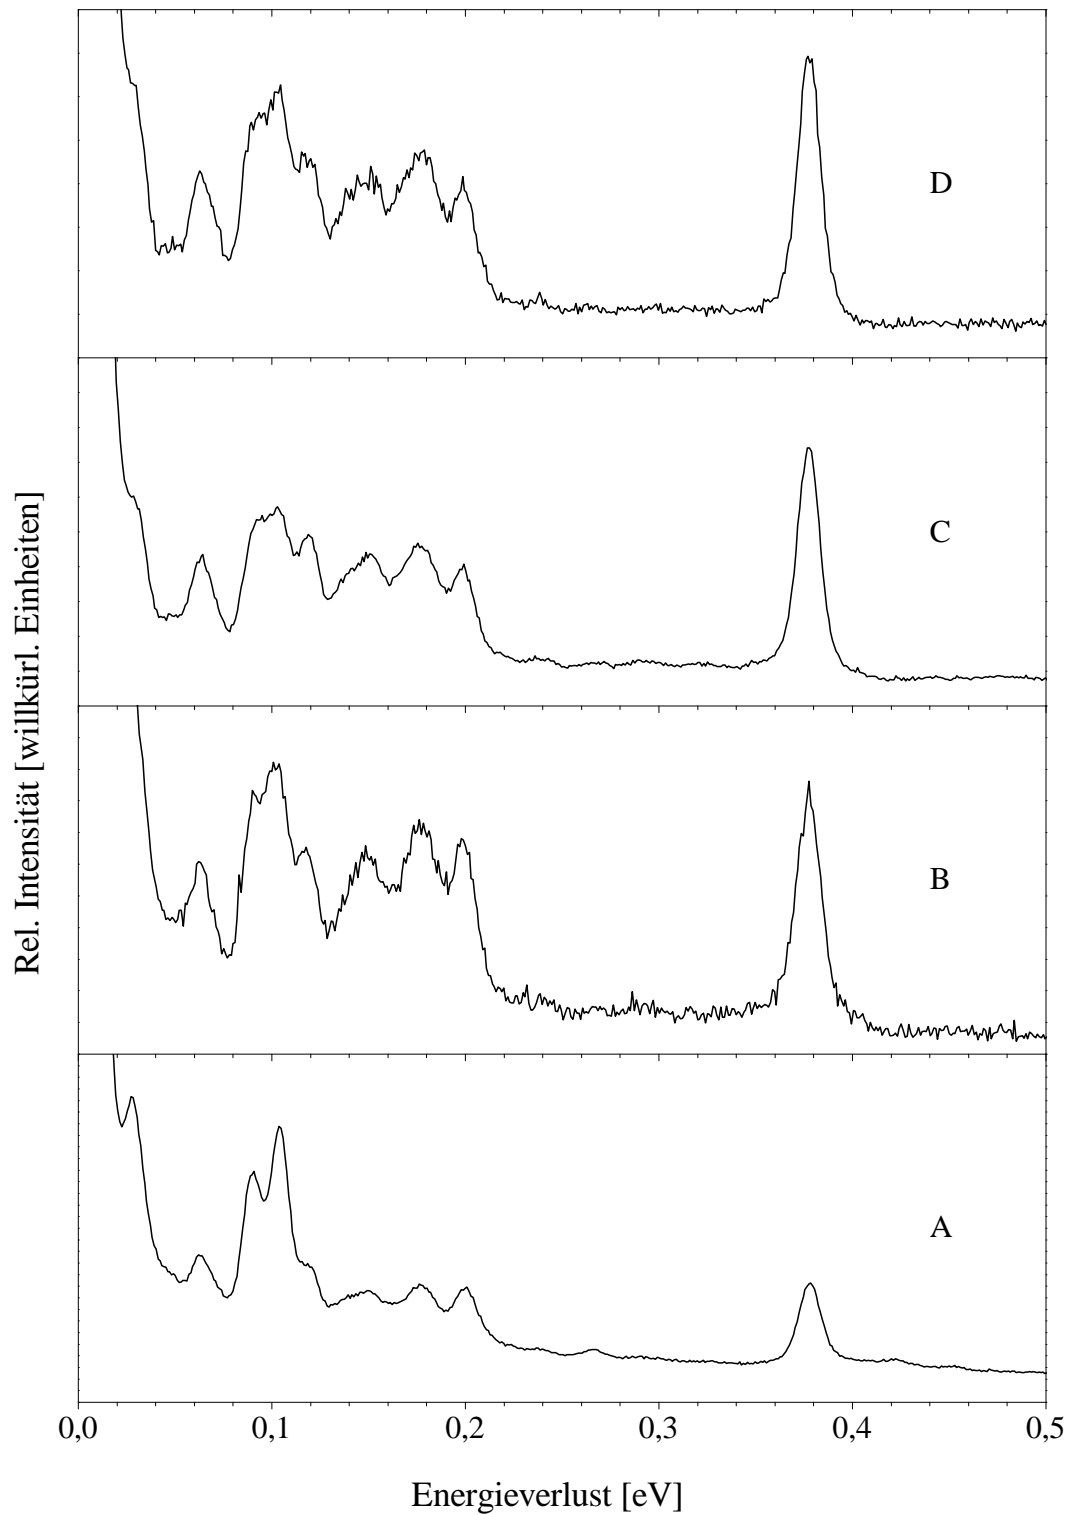 D
C
B
A
Rel. Intensität [willkürl. Einheiten]
0,0 0,1 0,2 0,3 0,4 0,5
Energieverlust [eV]